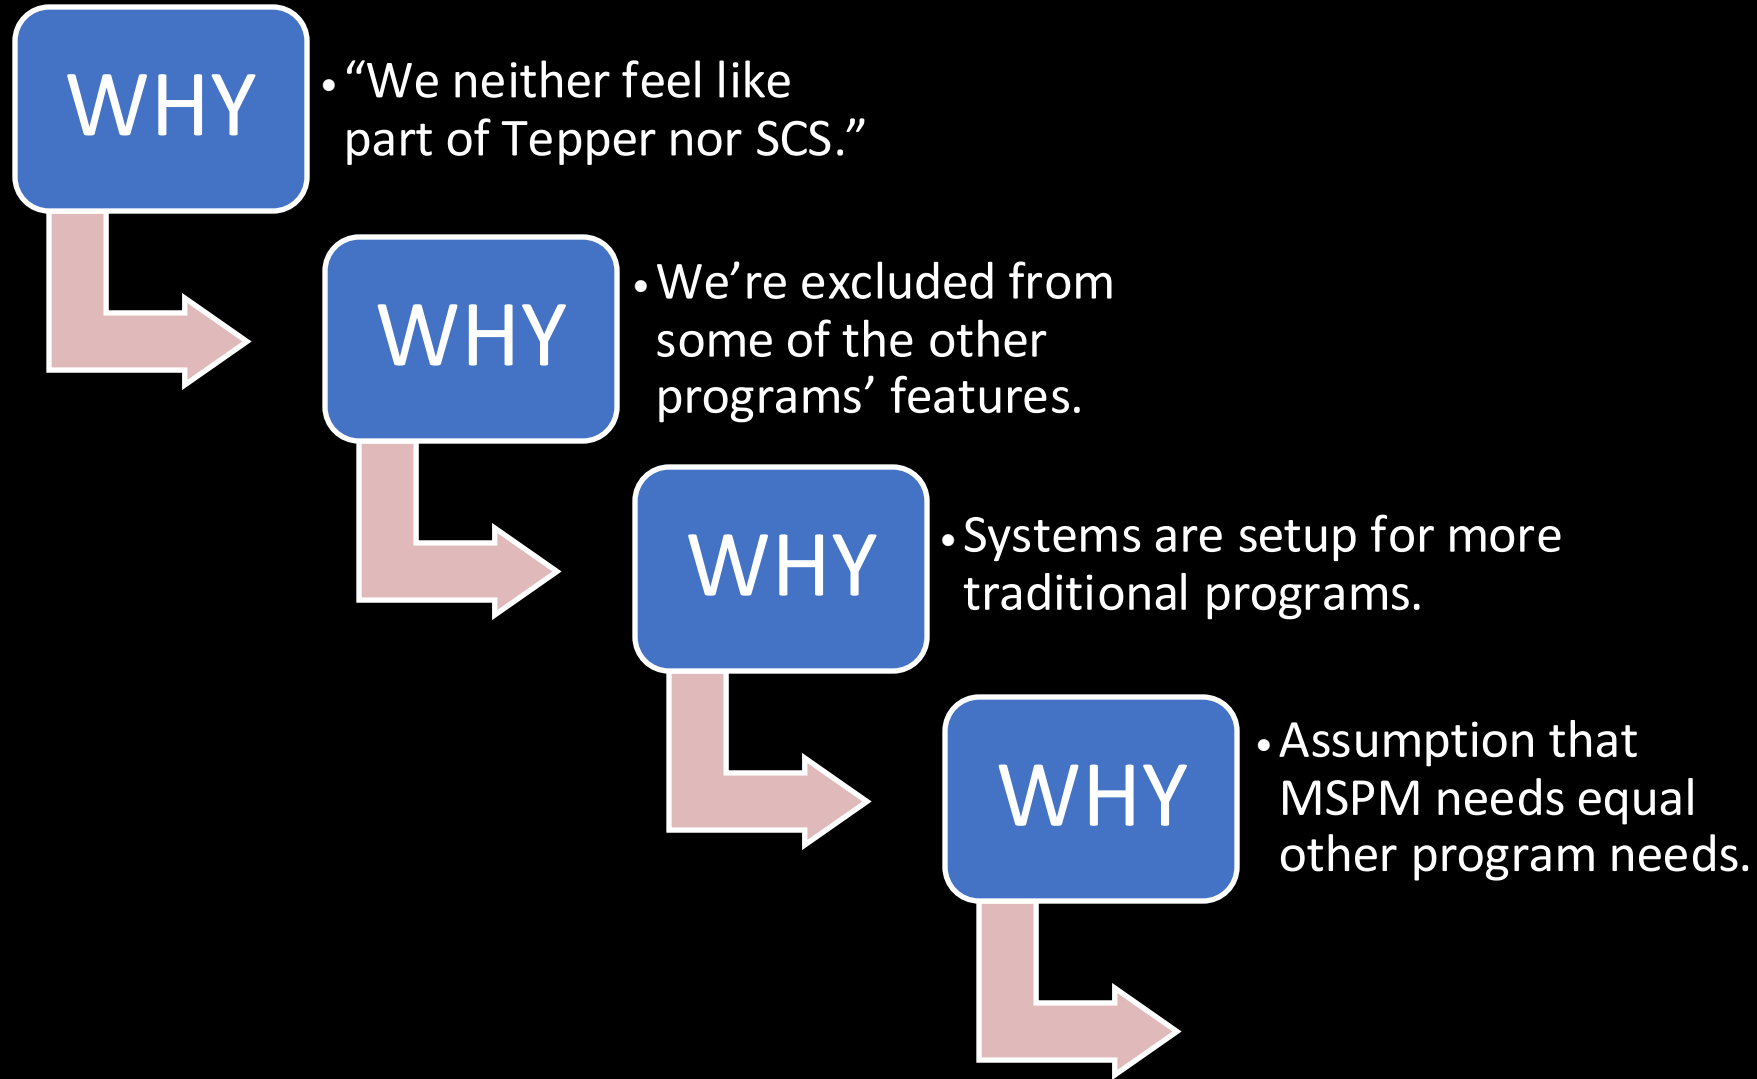 WHY
• “We neither feel like
part of Tepper nor SCS.”
WHY
• We’re excluded from
some of the other
programs’ features.
WHY
• Systems are setup for more
traditional programs.
WHY
• Assumption that
MSPM needs equal
other program needs.